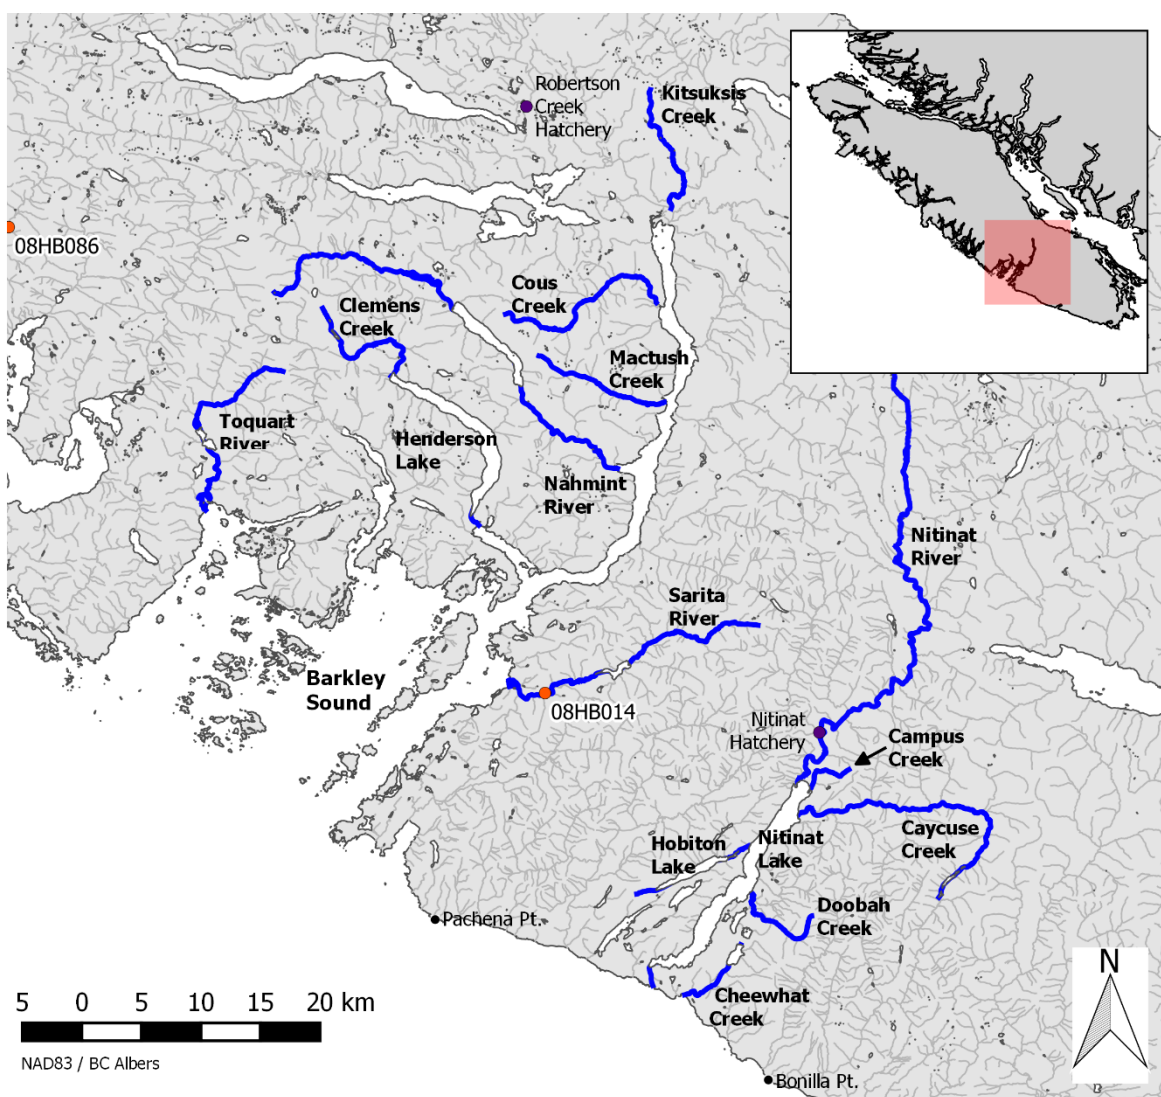 Robertson
Creek
Hatchery
Kitsuksis
Creek
08HB086
Cous
Creek
Clemens
Creek
Mactush
Creek
Toquart
River
Henderson
Lake
Nahmint
River
Nitinat
River
Sarita
River
Barkley
Sound
08HB014
Nitinat
Hatchery
Campus
Creek
Hobiton
Lake
Nitinat
Lake
Caycuse
Creek
Doobah
Creek
Pachena Pt.
N
Cheewhat
Creek
5 0 5 10 15 20 km
NAD83 / BC Albers
Bonilla Pt.